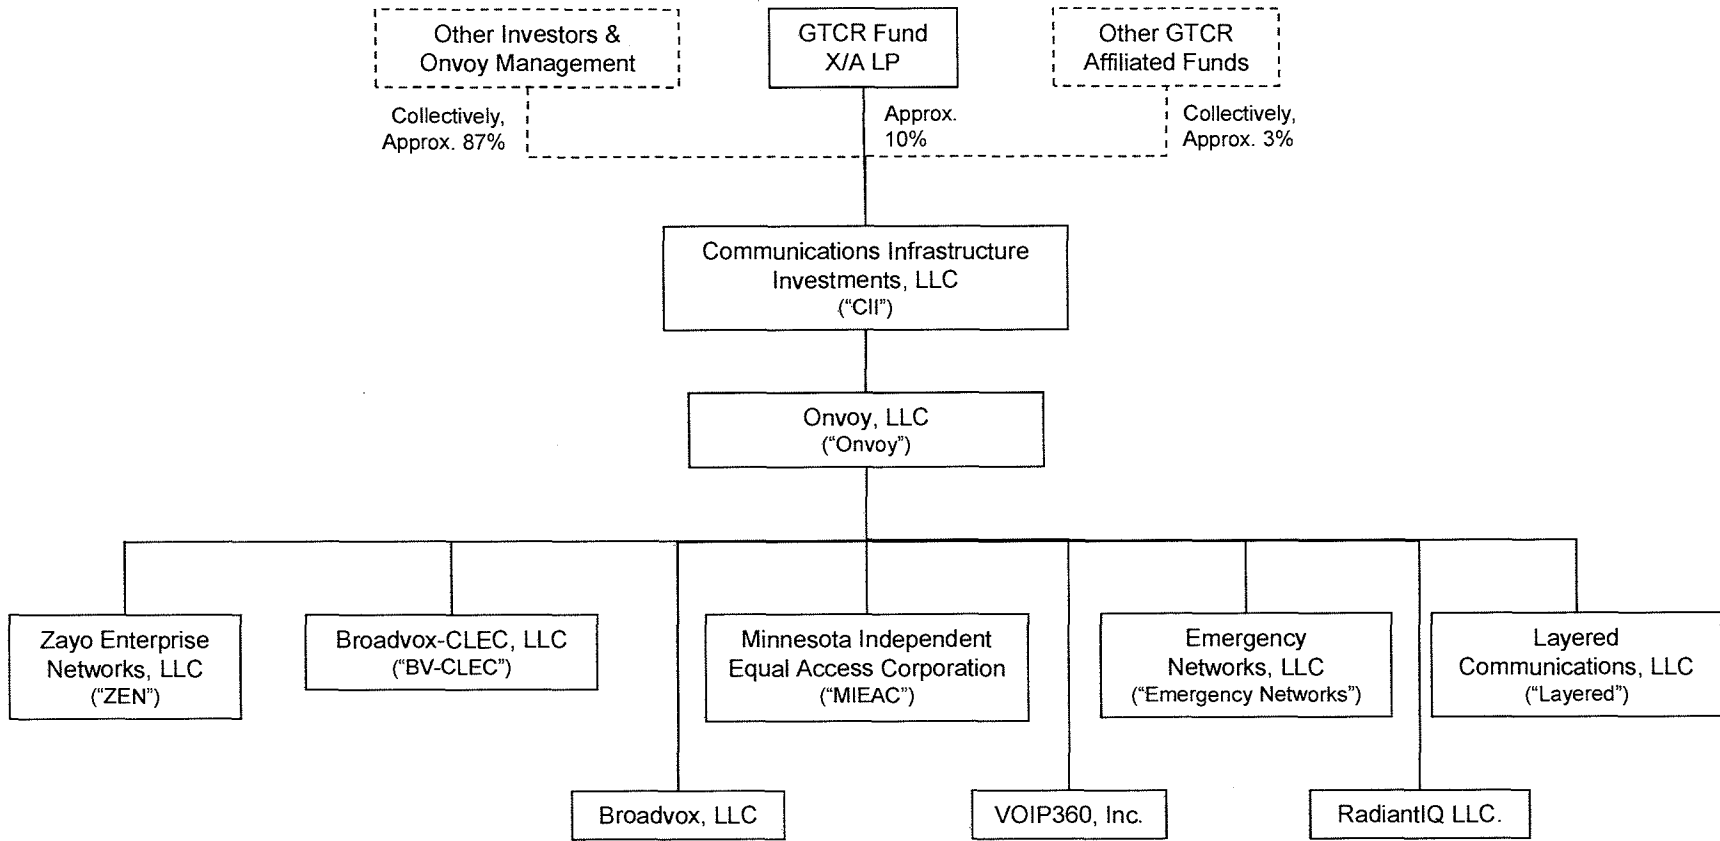 Other Investors &
Onvoy Management
GTCR Fund
X/A LP
Other GTCR
Affiliated Funds
Collectively,
Approx. 87%
Approx.
10%
Collectively,
Approx. 3%
Communications Infrastructure
Investments, LLC
(“CII”)
Onvoy, LLC
(“Onvoy”)
Zayo Enterprise
Networks, LLC
(“ZEN”)
Broadvox-CLEC, LLC
(“BV-CLEC”)
Minnesota Independent
Equal Access Corporation
(“MIEAC”)
Emergency
Networks, LLC
(“Emergency Networks”)
Layered
Communications, LLC
(“Layered”)
Broadvox, LLC
VOIP360, Inc.
RadiantIQ LLC.